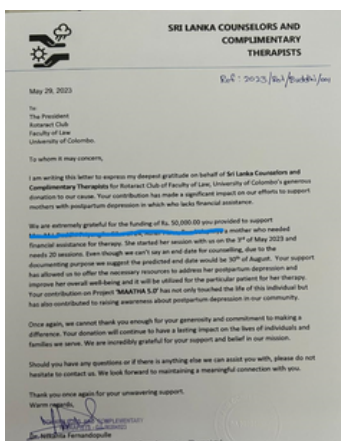 SRI LANKA COUNSELORS AND
COMPLIMENTARY
THERAPISTS
Ref : 2023/Rot/
May 29, 2023
To
The President
Rotaract Club
Faculty of Law
University of Colombo.
To whom it may concern,
I am writing this letter to express my deepest gratitude on behalf of Sri Lanka Counselors and
Complimentary Therapists for Rotaract Club of Faculty of Law, University of Colombo's generous
donation to our cause. Your contribution has made a significant impact on our efforts to support
mothers with postpartum depression in which who lacks financial assistance.
We are extremely grateful for the funding of Rs. 50,000.00 you provided to support
a mother who needed
financial assistance for therapy. She started her session with us on the 3rd of May 2023 and
needs 20 sessions. Even though we can't say an end date for counselling, due to the
documenting purpose we suggest the predicted end date would be 30th of August. Your support
has allowed us to offer the necessary resources to address her postpartum depression and
improve her overall well-being and it will be utilized for the particular patient for her therapy.
Your contribution on Project 'MAATHA 5.0' has not only touched the life of this individual but
has also contributed to raising awareness about postpartum depression in our community.
Once again, we cannot thank you enough for your generosity and commitment to making a
difference. Your donation will continue to have a lasting impact on the lives of individuals and
families we serve. We are incredibly grateful for your support and belief in our mission.
Should you have any questions or if there is anything else we can assist you with, please do not
hesitate to contact us. We look forward to maintaining a meaningful connection with you.
Thank you once again for your unwavering support.
Warm regards,
AND COMPLEMENTARY
Dr. Nilanta Fernandopulle